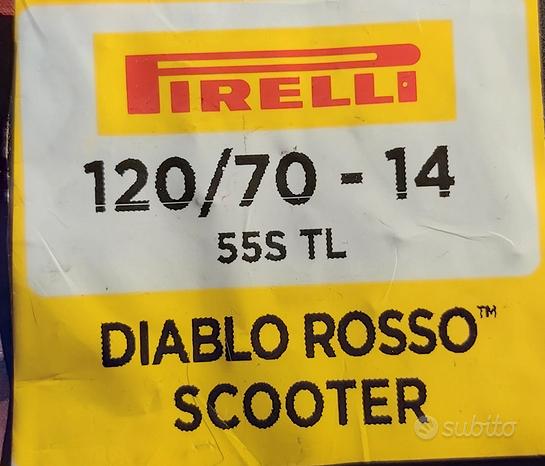 PIRELLI
120/70 - 14
55S TL
DIABLO ROSSO™
SCOOTER
subito